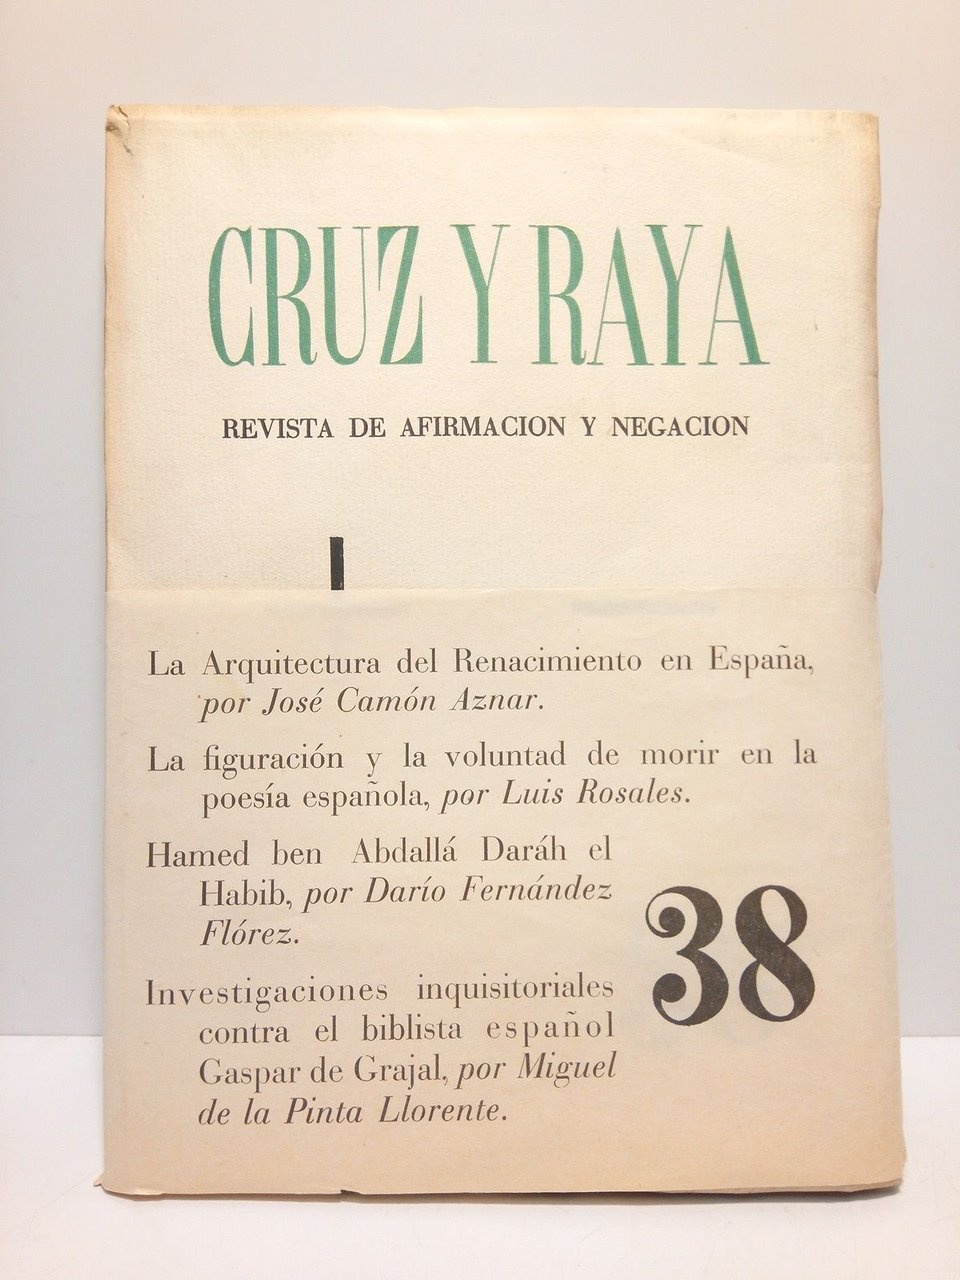 CRUZ Y RAYA
REVISTA DE AFIRMACION Y NEGACION
La Arquitectura del Renacimiento en España,
por José Camón Aznar.
La figuración y la voluntad de morir en la
poesía española, por Luis Rosales.
Hamed ben Abdallá Daráh el
Habib, por Darío Fernández
Flórez.
Investigaciones inquisitoriales
contra el biblista español
Gaspar de Grajal, por Miguel
de la Pinta Llorente.
38